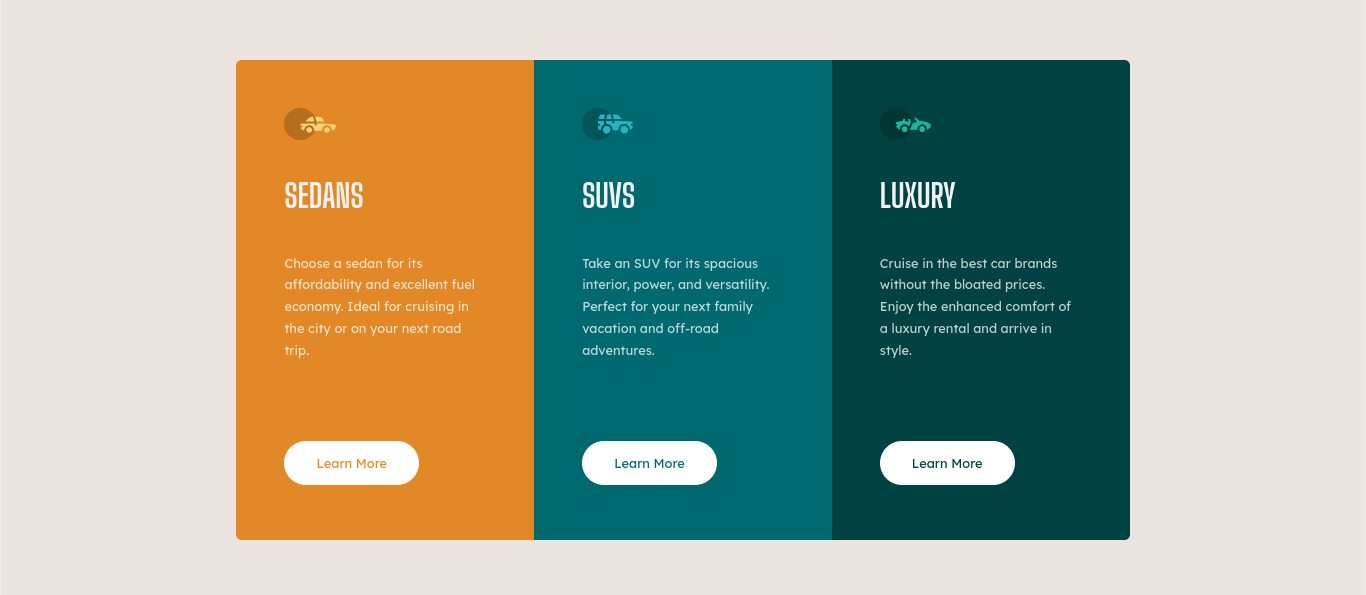 SEDANS
Choose a sedan for its
affordability and excellent fuel
economy. Ideal for cruising in
the city or on your next road
trip.
Learn More
SUVS
Take an SUV for its spacious
interior, power, and versatility.
Perfect for your next family
vacation and off-road
adventures.
Learn More
LUXURY
Cruise in the best car brands
without the bloated prices.
Enjoy the enhanced comfort of
a luxury rental and arrive in
style.
Learn More